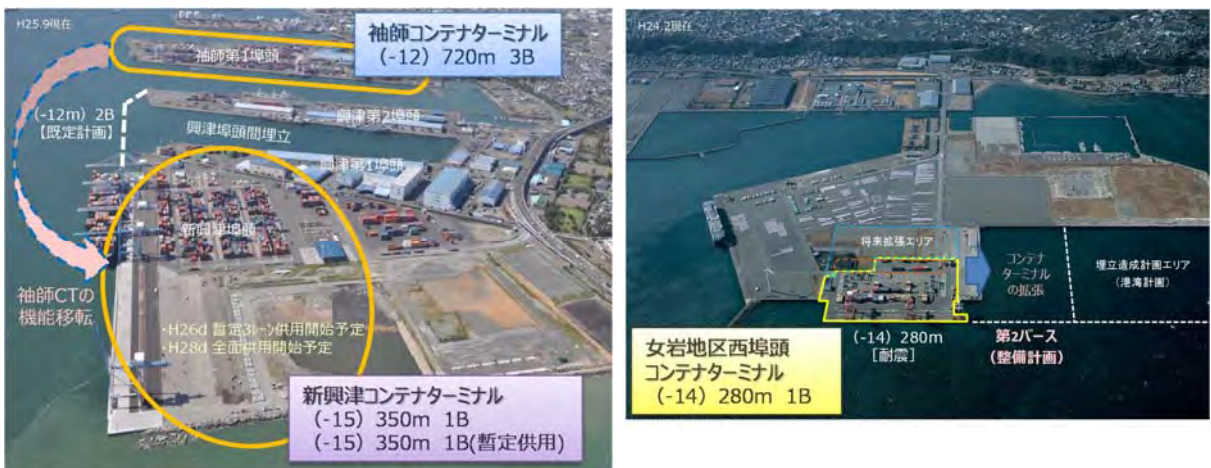 H25.9現在
袖師コンテナターミナル
(-12) 720m 3B
袖師第1埠頭
(-12m) 2B
【既定計画】
興津第2埠頭
興津埠頭間埋立
興津第1埠頭
新興津埠頭
袖師CTの
機能移転
・H26d 暫定3レーン供用開始予定
・H28d 全面供用開始予定
新興津コンテナターミナル
(-15) 350m 1B
(-15) 350m 1B(暫定供用)
H24.2現在
将来拡張エリア
コンテナ
ターミナル
の拡張
埋立造成計画エリア
(港湾計画)
(-14) 280m
[耐震]
第2バース
(整備計画)
女岩地区西埠頭
コンテナターミナル
(-14) 280m 1B